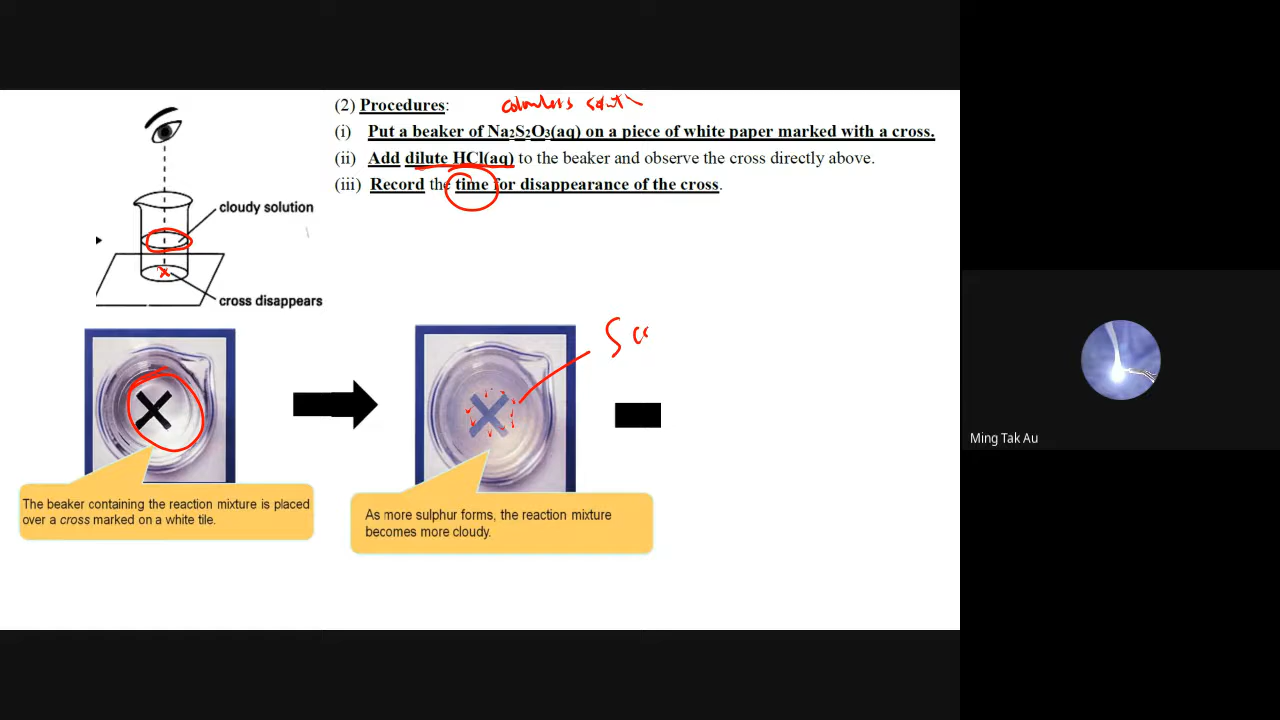 (2) Procedures:
colourless
(i) Put a beaker of Na2S2O3(aq) on a piece of white paper marked with a cross.
(ii) Add dilute HCl(aq) to the beaker and observe the cross directly above.
(iii) Record the time for disappearance of the cross.
cloudy solution
cross disappears
The beaker containing the reaction mixture is placed
over a cross marked on a white tile.
As more sulphur forms, the reaction mixture
becomes more cloudy.
Ming Tak Au